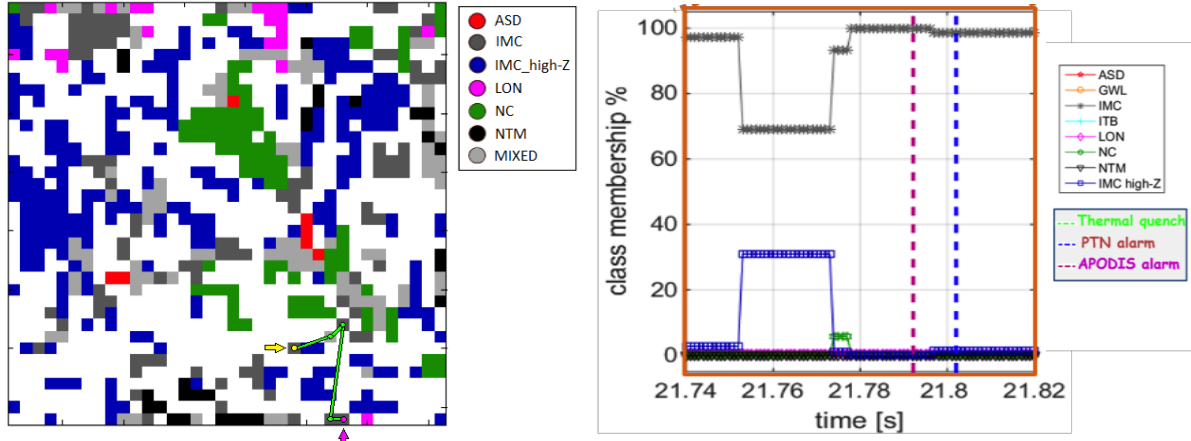 ASD
IMC
IMC_high-Z
LON
NC
NTM
MIXED
class membership %
100
80
60
40
20
0
21.74
21.76
21.78
21.8
21.82
time [s]
ASD
GWL
IMC
ITB
LON
NC
NTM
IMC high-Z
Thermal quench
PTN alarm
APODIS alarm